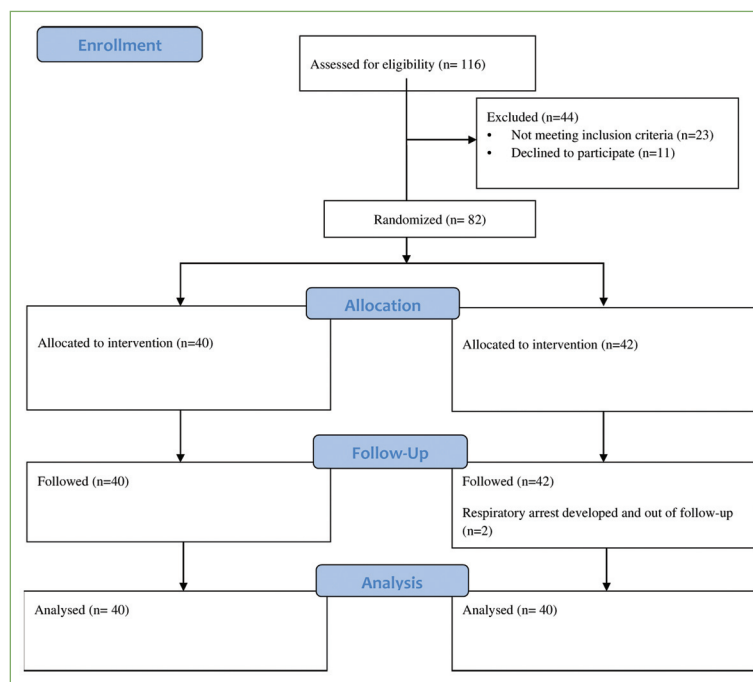 Enrollment
Assessed for eligibility (n= 116)
Excluded (n=44)
• Not meeting inclusion criteria (n=23)
• Declined to participate (n=11)
Randomized (n= 82)
Allocation
Allocated to intervention (n=40)
Allocated to intervention (n=42)
Follow-Up
Followed (n=40)
Followed (n=42)
Respiratory arrest developed and out of follow-up
(n=2)
Analysis
Analysed (n= 40)
Analysed (n= 40)